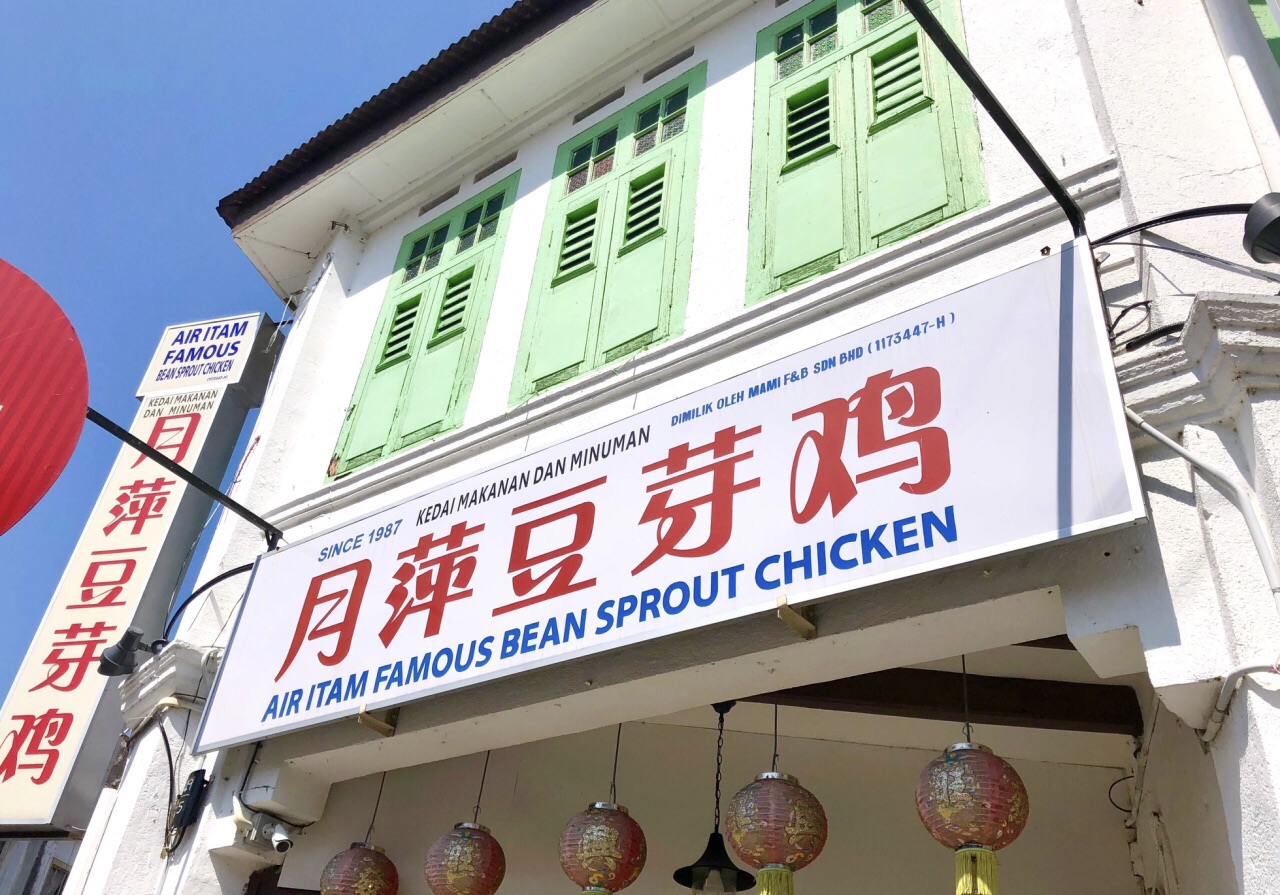 AIR ITAM
FAMOUS
BEAN SPROUT CHICKEN
KEDAI MAKANAN
DAN MINUMAN
月萍豆芽鸡
SINCE 1987 KEDAI MAKANAN DAN MINUMAN DIMILIK OLEH MAMI F&B SDN BHD (1173447-H)
月萍豆芽鸡
AIR ITAM FAMOUS BEAN SPROUT CHICKEN